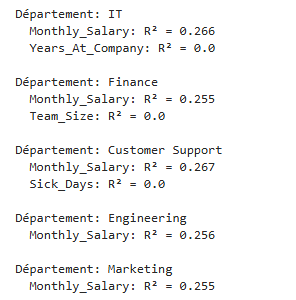 Département: IT
Monthly_Salary: R² = 0.266
Years_At_Company: R² = 0.0
Département: Finance
Monthly_Salary: R² = 0.255
Team_Size: R² = 0.0
Département: Customer Support
Monthly_Salary: R² = 0.267
Sick_Days: R² = 0.0
Département: Engineering
Monthly_Salary: R² = 0.256
Département: Marketing
Monthly_Salary: R² = 0.255